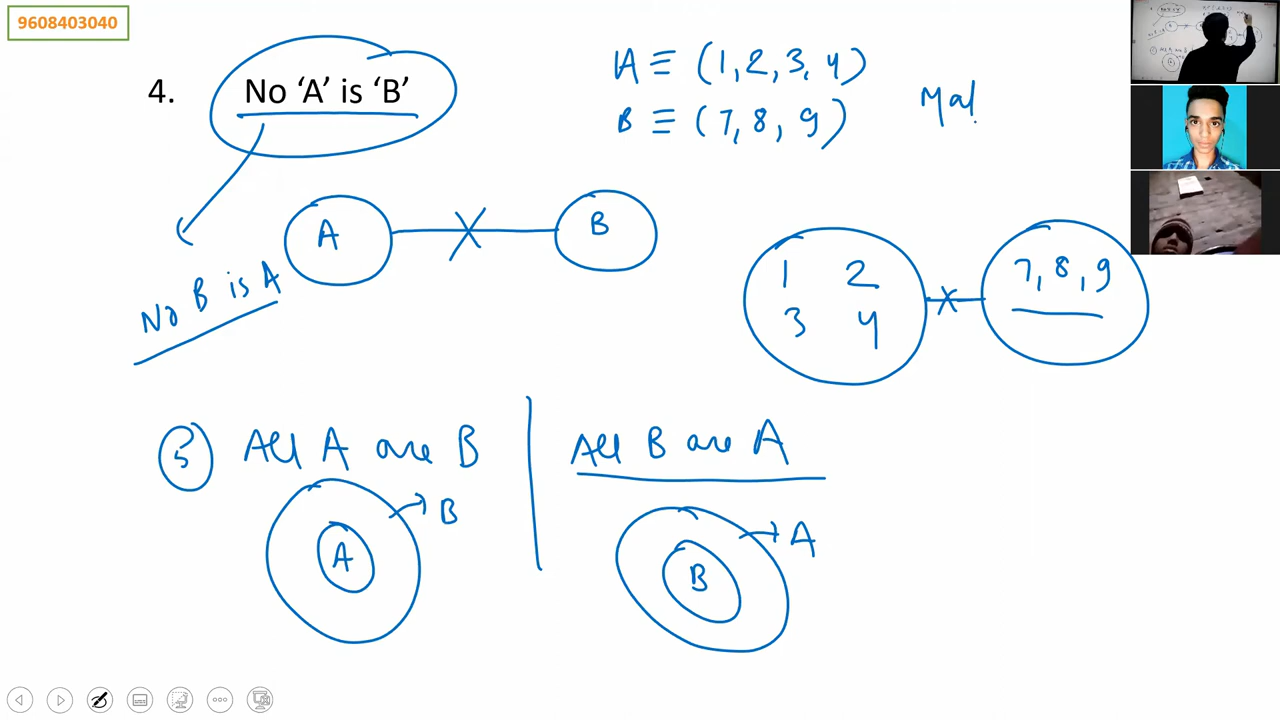 9608403040
4. No ‘A’ is ‘B’
A ≡ (1, 2, 3, 4)
B ≡ (7, 8, 9)
Mal
A B
No B is A
1 2
3 4
7, 8, 9
5 All A are B
All B are A
B
A
A
B